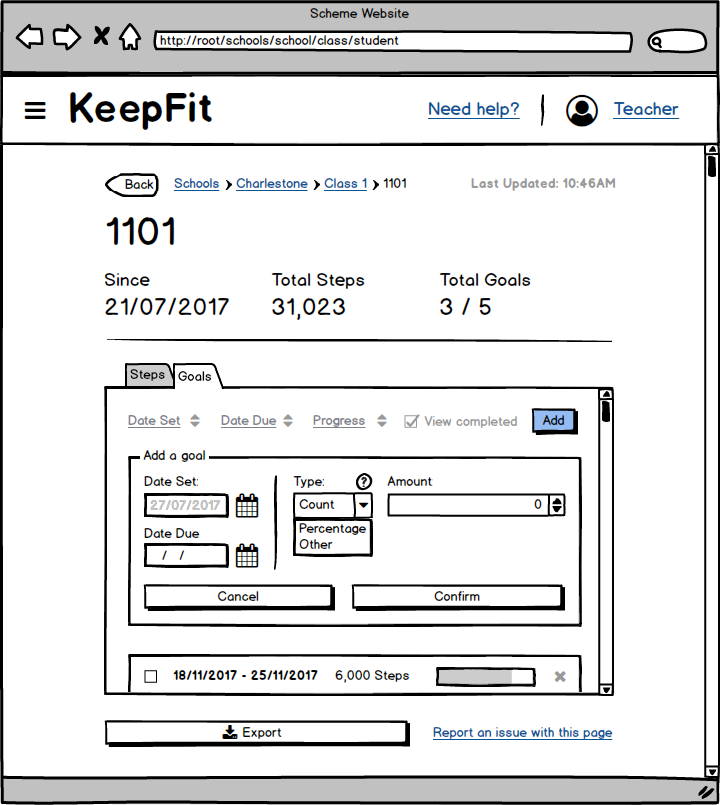 Scheme Website
http://root/schools/school/class/student
KeepFit
Need help?
Teacher
Back
Schools
Charlestone
Class 1
1101
Last Updated: 10:46AM
1101
Since
Total Steps
Total Goals
21/07/2017
31,023
3 / 5
Steps
Goals
Date Set
Date Due
Progress
View completed
Add
Add a goal
Date Set:
Type:
?
Amount
27/07/2017
Count
0
Percentage
Other
Date Due
/ /
Cancel
Confirm
18/11/2017 - 25/11/2017
6,000 Steps
Export
Report an issue with this page